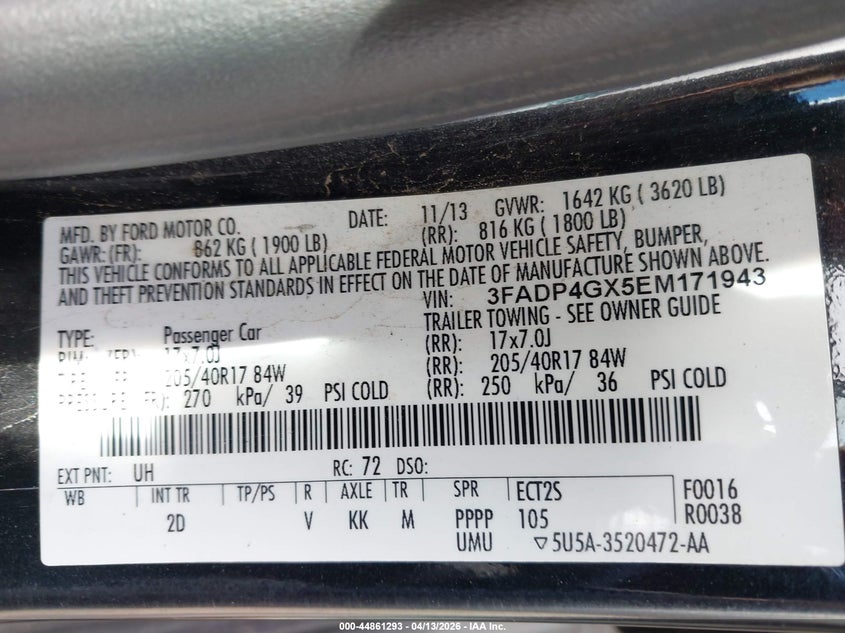 MFD. BY FORD MOTOR CO. DATE: 11/13 GVWR: 1642 KG ( 3620 LB)
GAWR: (FR): 862 KG ( 1900 LB) (RR): 816 KG ( 1800 LB)
THIS VEHICLE CONFORMS TO ALL APPLICABLE FEDERAL MOTOR VEHICLE SAFETY, BUMPER,
AND THEFT PREVENTION STANDARDS IN EFFECT ON THE DATE OF MANUFACTURE SHOWN ABOVE.
VIN: 3FADP4GX5EM171943
TYPE: Passenger Car TRAILER TOWING - SEE OWNER GUIDE
17x7.0J (RR): 17x7.0J
205/40R17 84W (RR): 205/40R17 84W
270 kPa/ 39 PSI COLD (RR): 250 kPa/ 36 PSI COLD
EXT PNT: UH RC: 72 DSO:
WB INT TR TP/PS R AXLE TR SPR ECT2S F0016
2D V KK M PPPP 105 R0038
UMU ▽5U5A-3520472-AA
000-44861293 - 04/13/2026 - IAA Inc.